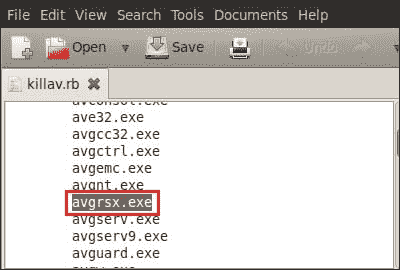 File Edit View Search Tools Documents Help
Open Save Undo
killav.rb
avconsol.exe
ave32.exe
avgcc32.exe
avgctrl.exe
avgemc.exe
avgnt.exe
avgrsx.exe
avgserv.exe
avgserv9.exe
avguard.exe